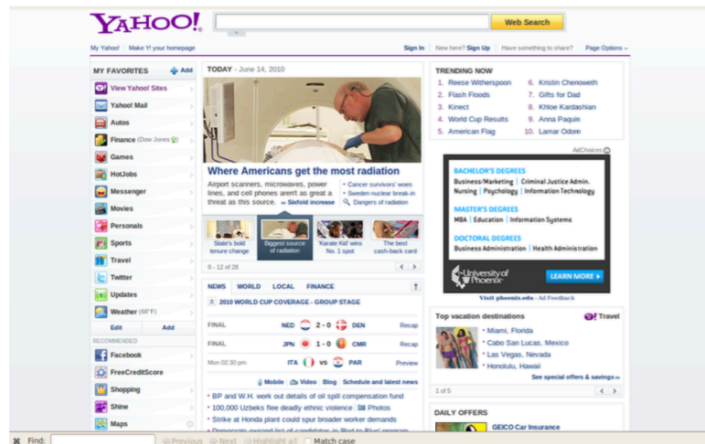 YAHOO!
Web Search
My Yahoo! Make Y! your homepage
Sign In New here? Sign Up Have something to share? Page Options
MY FAVORITES Add
View Yahoo! Sites
Yahoo! Mail
Autos
Finance (Dow Jones)
Games
HotJobs
Messenger
Movies
Personals
Sports
Travel
Twitter
Updates
Weather
Edit Add
RECOMMENDED
Facebook
FreeCreditScore
Shopping
Shine
Maps
TODAY - June 14, 2010
Where Americans get the most radiation
Airport scanners, microwaves, power
lines, and cell phones aren't as great a
threat as this source. Sixfold increase
Cancer survivors' woes
Sweden nuclear break-in
Dangers of radiation
State's bold
tenure change
Biggest source
of radiation
'Karate Kid' wins
No. 1 spot
The best
cash-back card
9 - 12 of 28
NEWS WORLD LOCAL FINANCE
2010 WORLD CUP COVERAGE - GROUP STAGE
FINAL NED 2 - 0 DEN Recap
FINAL JPN 1 - 0 CMR Recap
Mon 02:30 pm ITA vs PAR Preview
Mobile Video Blog Schedule and latest news
BP and W.H. work out details of oil spill compensation fund
100,000 Uzbeks flee deadly ethnic violence Photos
Strike at Honda plant could spur broader worker demands
TRENDING NOW
1. Reese Witherspoon
2. Flash Floods
3. Kinect
4. World Cup Results
5. American Flag
6. Kristin Chenoweth
7. Gifts for Dad
8. Khloe Kardashian
9. Anna Paquin
10. Lamar Odom
AdChoices
BACHELOR'S DEGREES
Business/Marketing | Criminal Justice Admin.
Nursing | Psychology | Information Technology
MASTER'S DEGREES
MBA | Education | Information Systems
DOCTORAL DEGREES
Business Administration | Health Administration
University of
Phoenix
LEARN MORE
Visit phoenix.edu - Ad Feedback
Top vacation destinations Y! Travel
Miami, Florida
Cabo San Lucas, Mexico
Las Vegas, Nevada
Honolulu, Hawaii
See special offers & savings
1 of 5
DAILY OFFERS
GEICO Car Insurance
Find: Previous Next Highlight all Match case